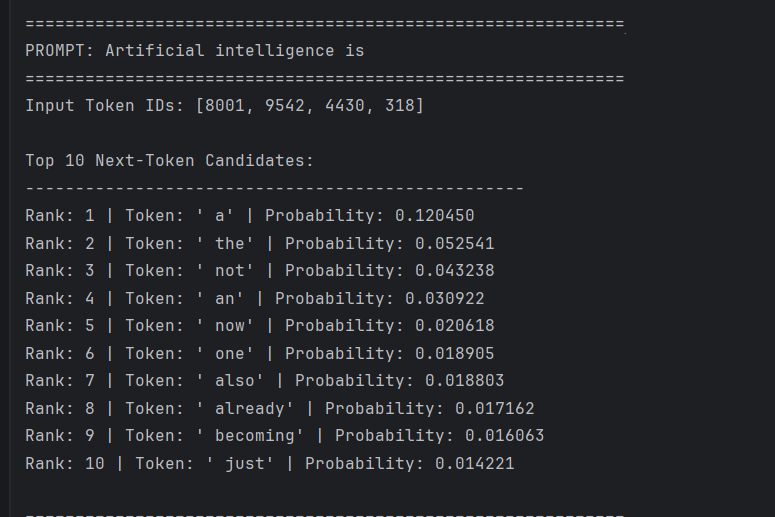 ============================================================
PROMPT: Artificial intelligence is
============================================================
Input Token IDs: [8001, 9542, 4430, 318]
Top 10 Next-Token Candidates:
--------------------------------------------------
Rank: 1 | Token: ' a' | Probability: 0.120450
Rank: 2 | Token: ' the' | Probability: 0.052541
Rank: 3 | Token: ' not' | Probability: 0.043238
Rank: 4 | Token: ' an' | Probability: 0.030922
Rank: 5 | Token: ' now' | Probability: 0.020618
Rank: 6 | Token: ' one' | Probability: 0.018905
Rank: 7 | Token: ' also' | Probability: 0.018803
Rank: 8 | Token: ' already' | Probability: 0.017162
Rank: 9 | Token: ' becoming' | Probability: 0.016063
Rank: 10 | Token: ' just' | Probability: 0.014221
============================================================